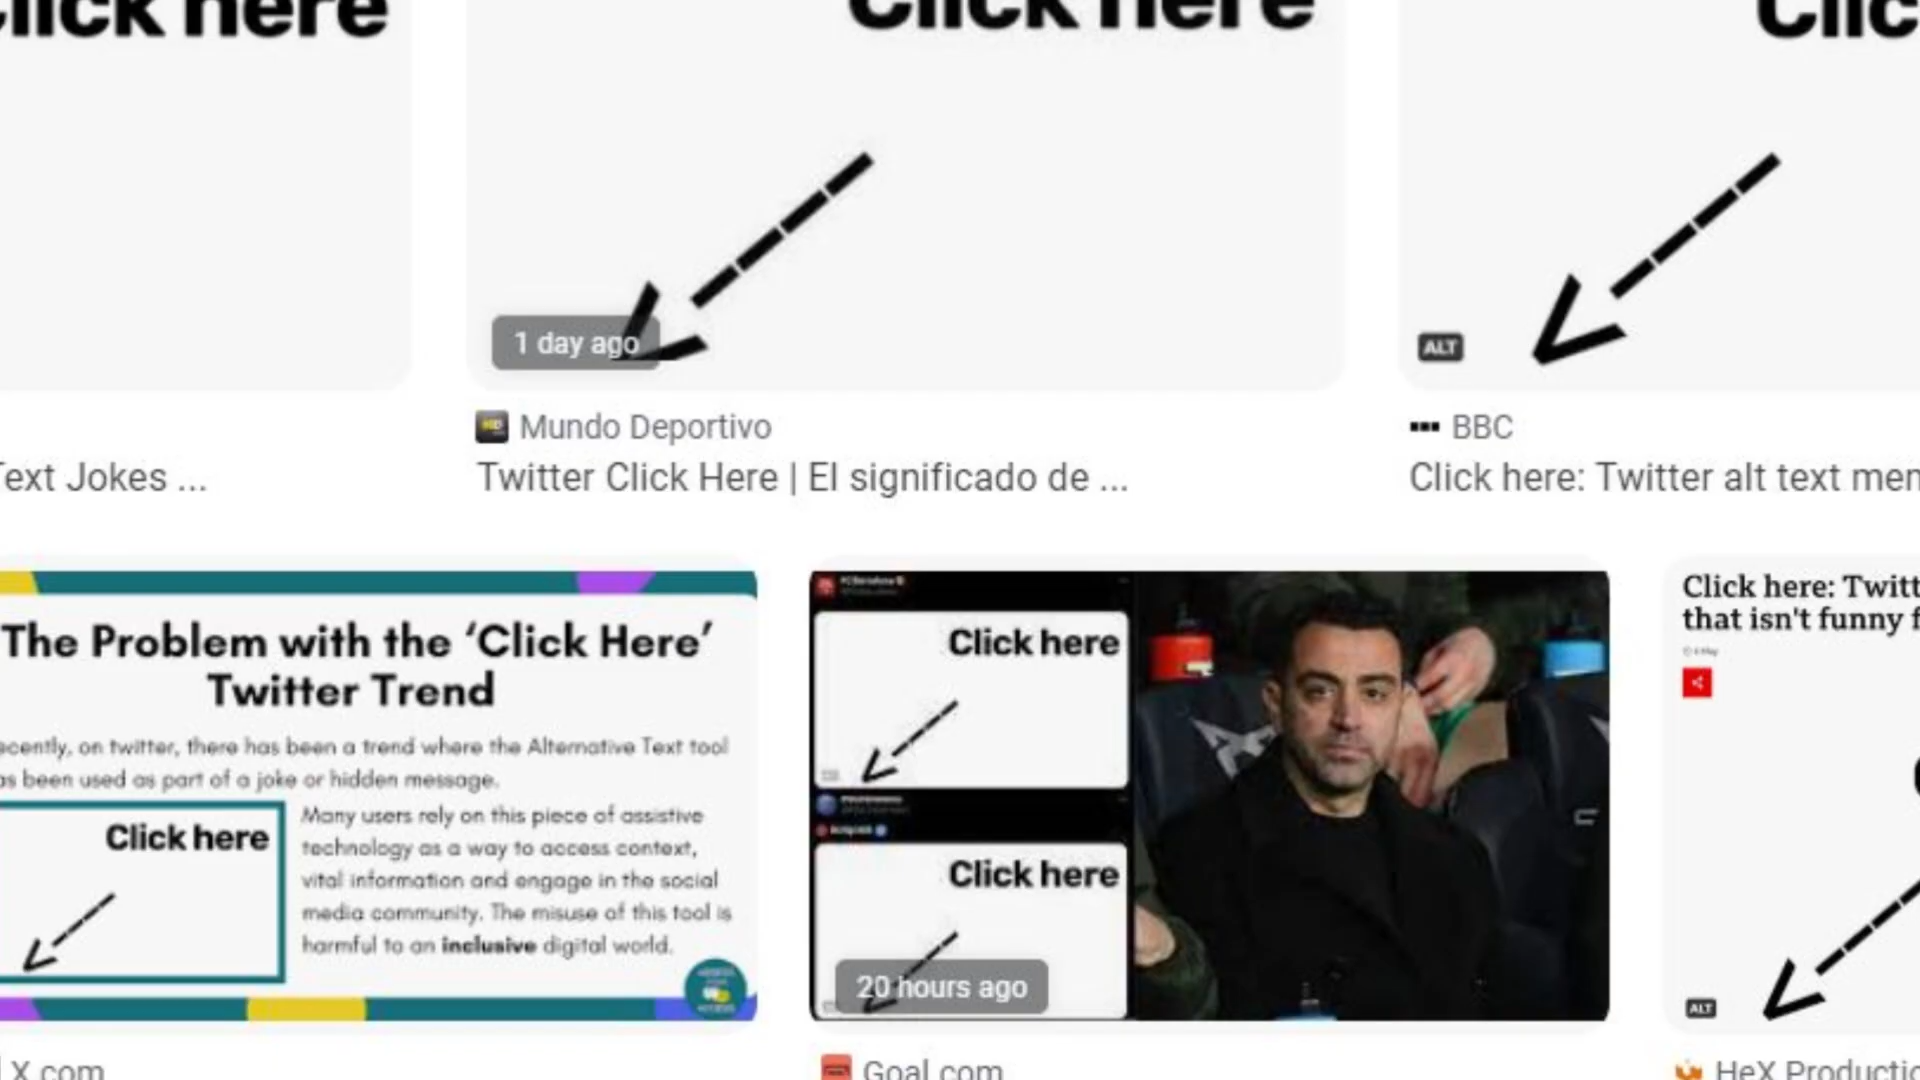 lick here
Click here
Clic
1 day ago
ALT
Mundo Deportivo
BBC
Text Jokes ...
Twitter Click Here | El significado de ...
Click here: Twitter alt text mem
The Problem with the ‘Click Here’
Twitter Trend
ecently, on twitter, there has been a trend where the Alternative Text tool
as been used as part of a joke or hidden message.
Click here
Many users rely on this piece of assistive
technology as a way to access context,
vital information and engage in the social
media community. The misuse of this tool is
harmful to an inclusive digital world.
Click here
Click here
20 hours ago
Click here: Twitt
that isn't funny f
ALT
X.com
Goal.com
HeX Productio